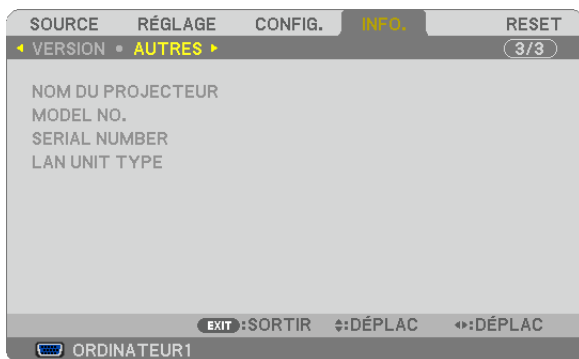 SOURCE RÉGLAGE CONFIG. INFO. RESET
VERSION • AUTRES 3/3
NOM DU PROJECTEUR
MODEL NO.
SERIAL NUMBER
LAN UNIT TYPE
EXIT:SORTIR :DÉPLAC :DÉPLAC
ORDINATEUR1